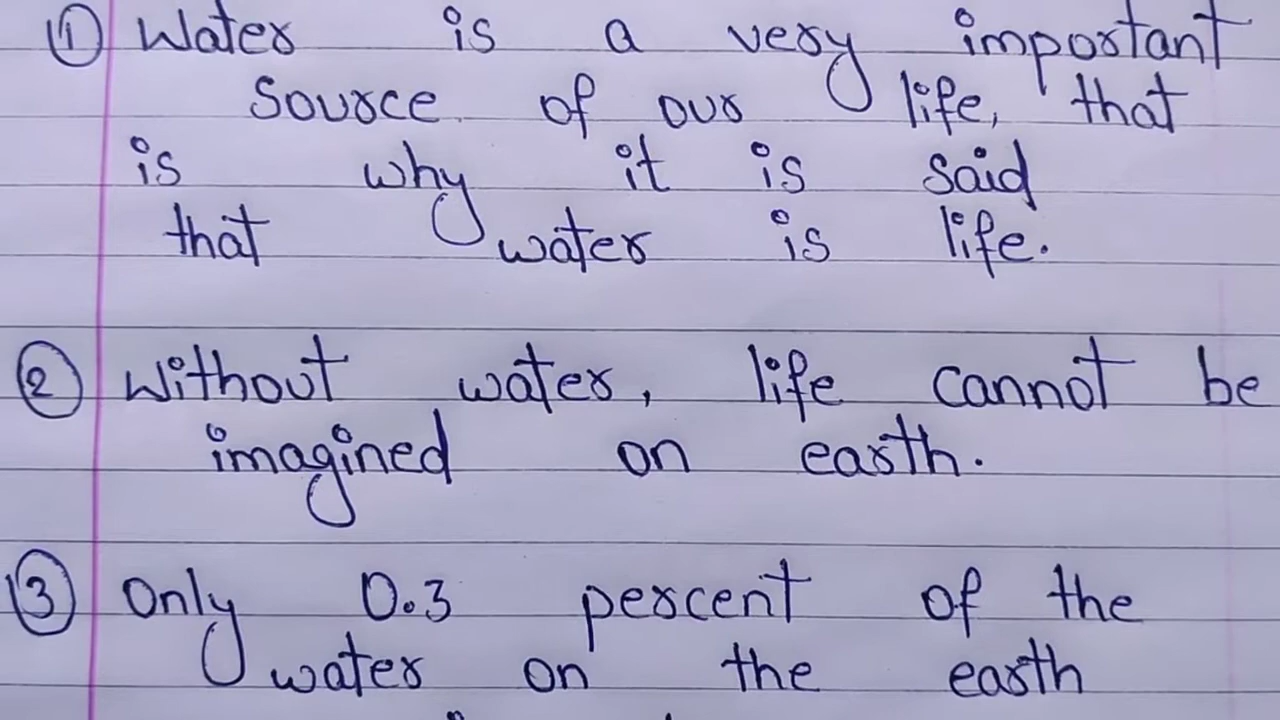 ① Water is a very important
source of our life, that
is why it is said
that water is life.
② Without water, life cannot be
imagined on earth.
③ Only 0.3 percent of the
water on the earth